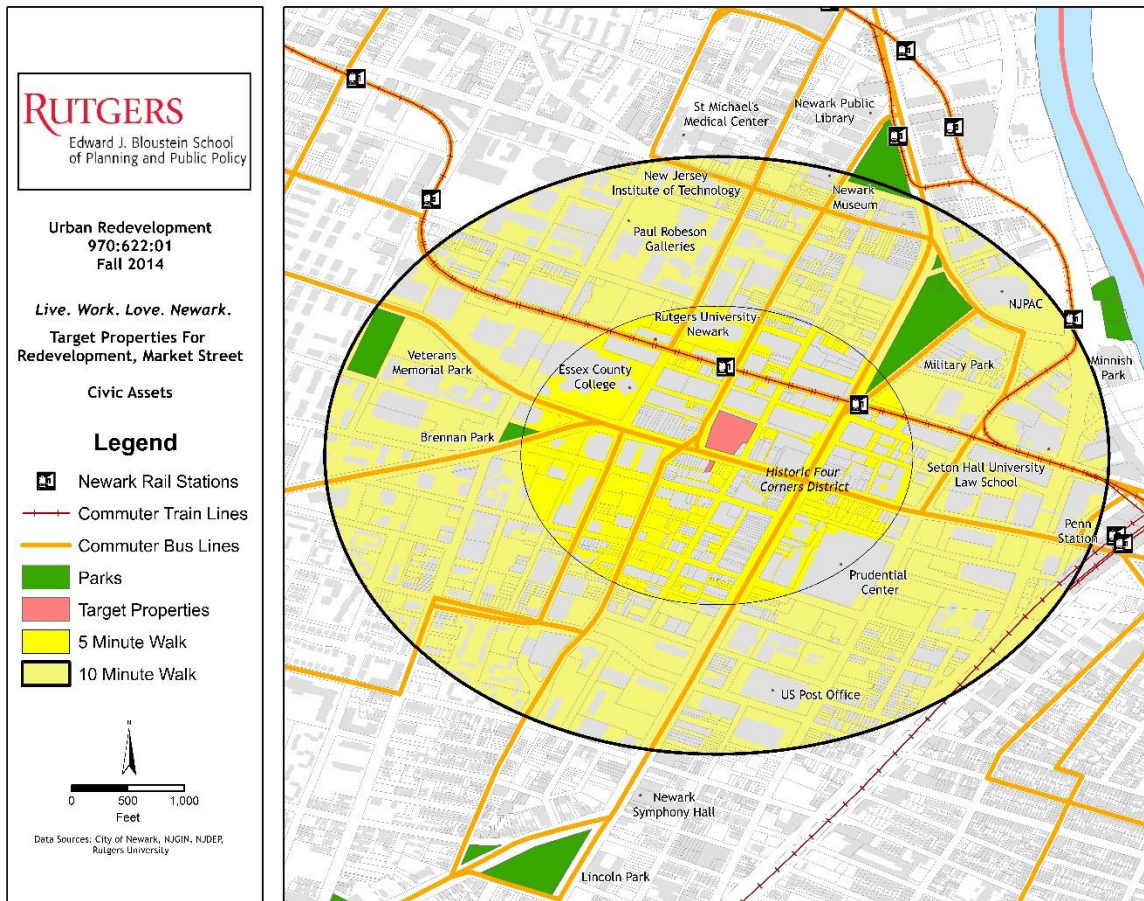 RUTGERS
Edward J. Bloustein School
of Planning and Public Policy
Urban Redevelopment
970:622:01
Fall 2014
Live. Work. Love. Newark.
Target Properties For
Redevelopment, Market Street
Civic Assets
Legend
Newark Rail Stations
Commuter Train Lines
Commuter Bus Lines
Parks
Target Properties
5 Minute Walk
10 Minute Walk
N
0 500 1,000
Feet
Data Sources: City of Newark, NJGIN, NJDEP,
Rutgers University
St Michael's
Medical Center
Newark Public
Library
New Jersey
Institute of Technology
Newark
Museum
Paul Robeson
Galleries
NJPAC
Rutgers University-
Newark
Veterans
Memorial Park
Essex County
College
Military Park
Minnish
Park
Brennan Park
Historic Four
Corners District
Seton Hall University
Law School
Penn
Station
Prudential
Center
US Post Office
Newark
Symphony Hall
Lincoln Park